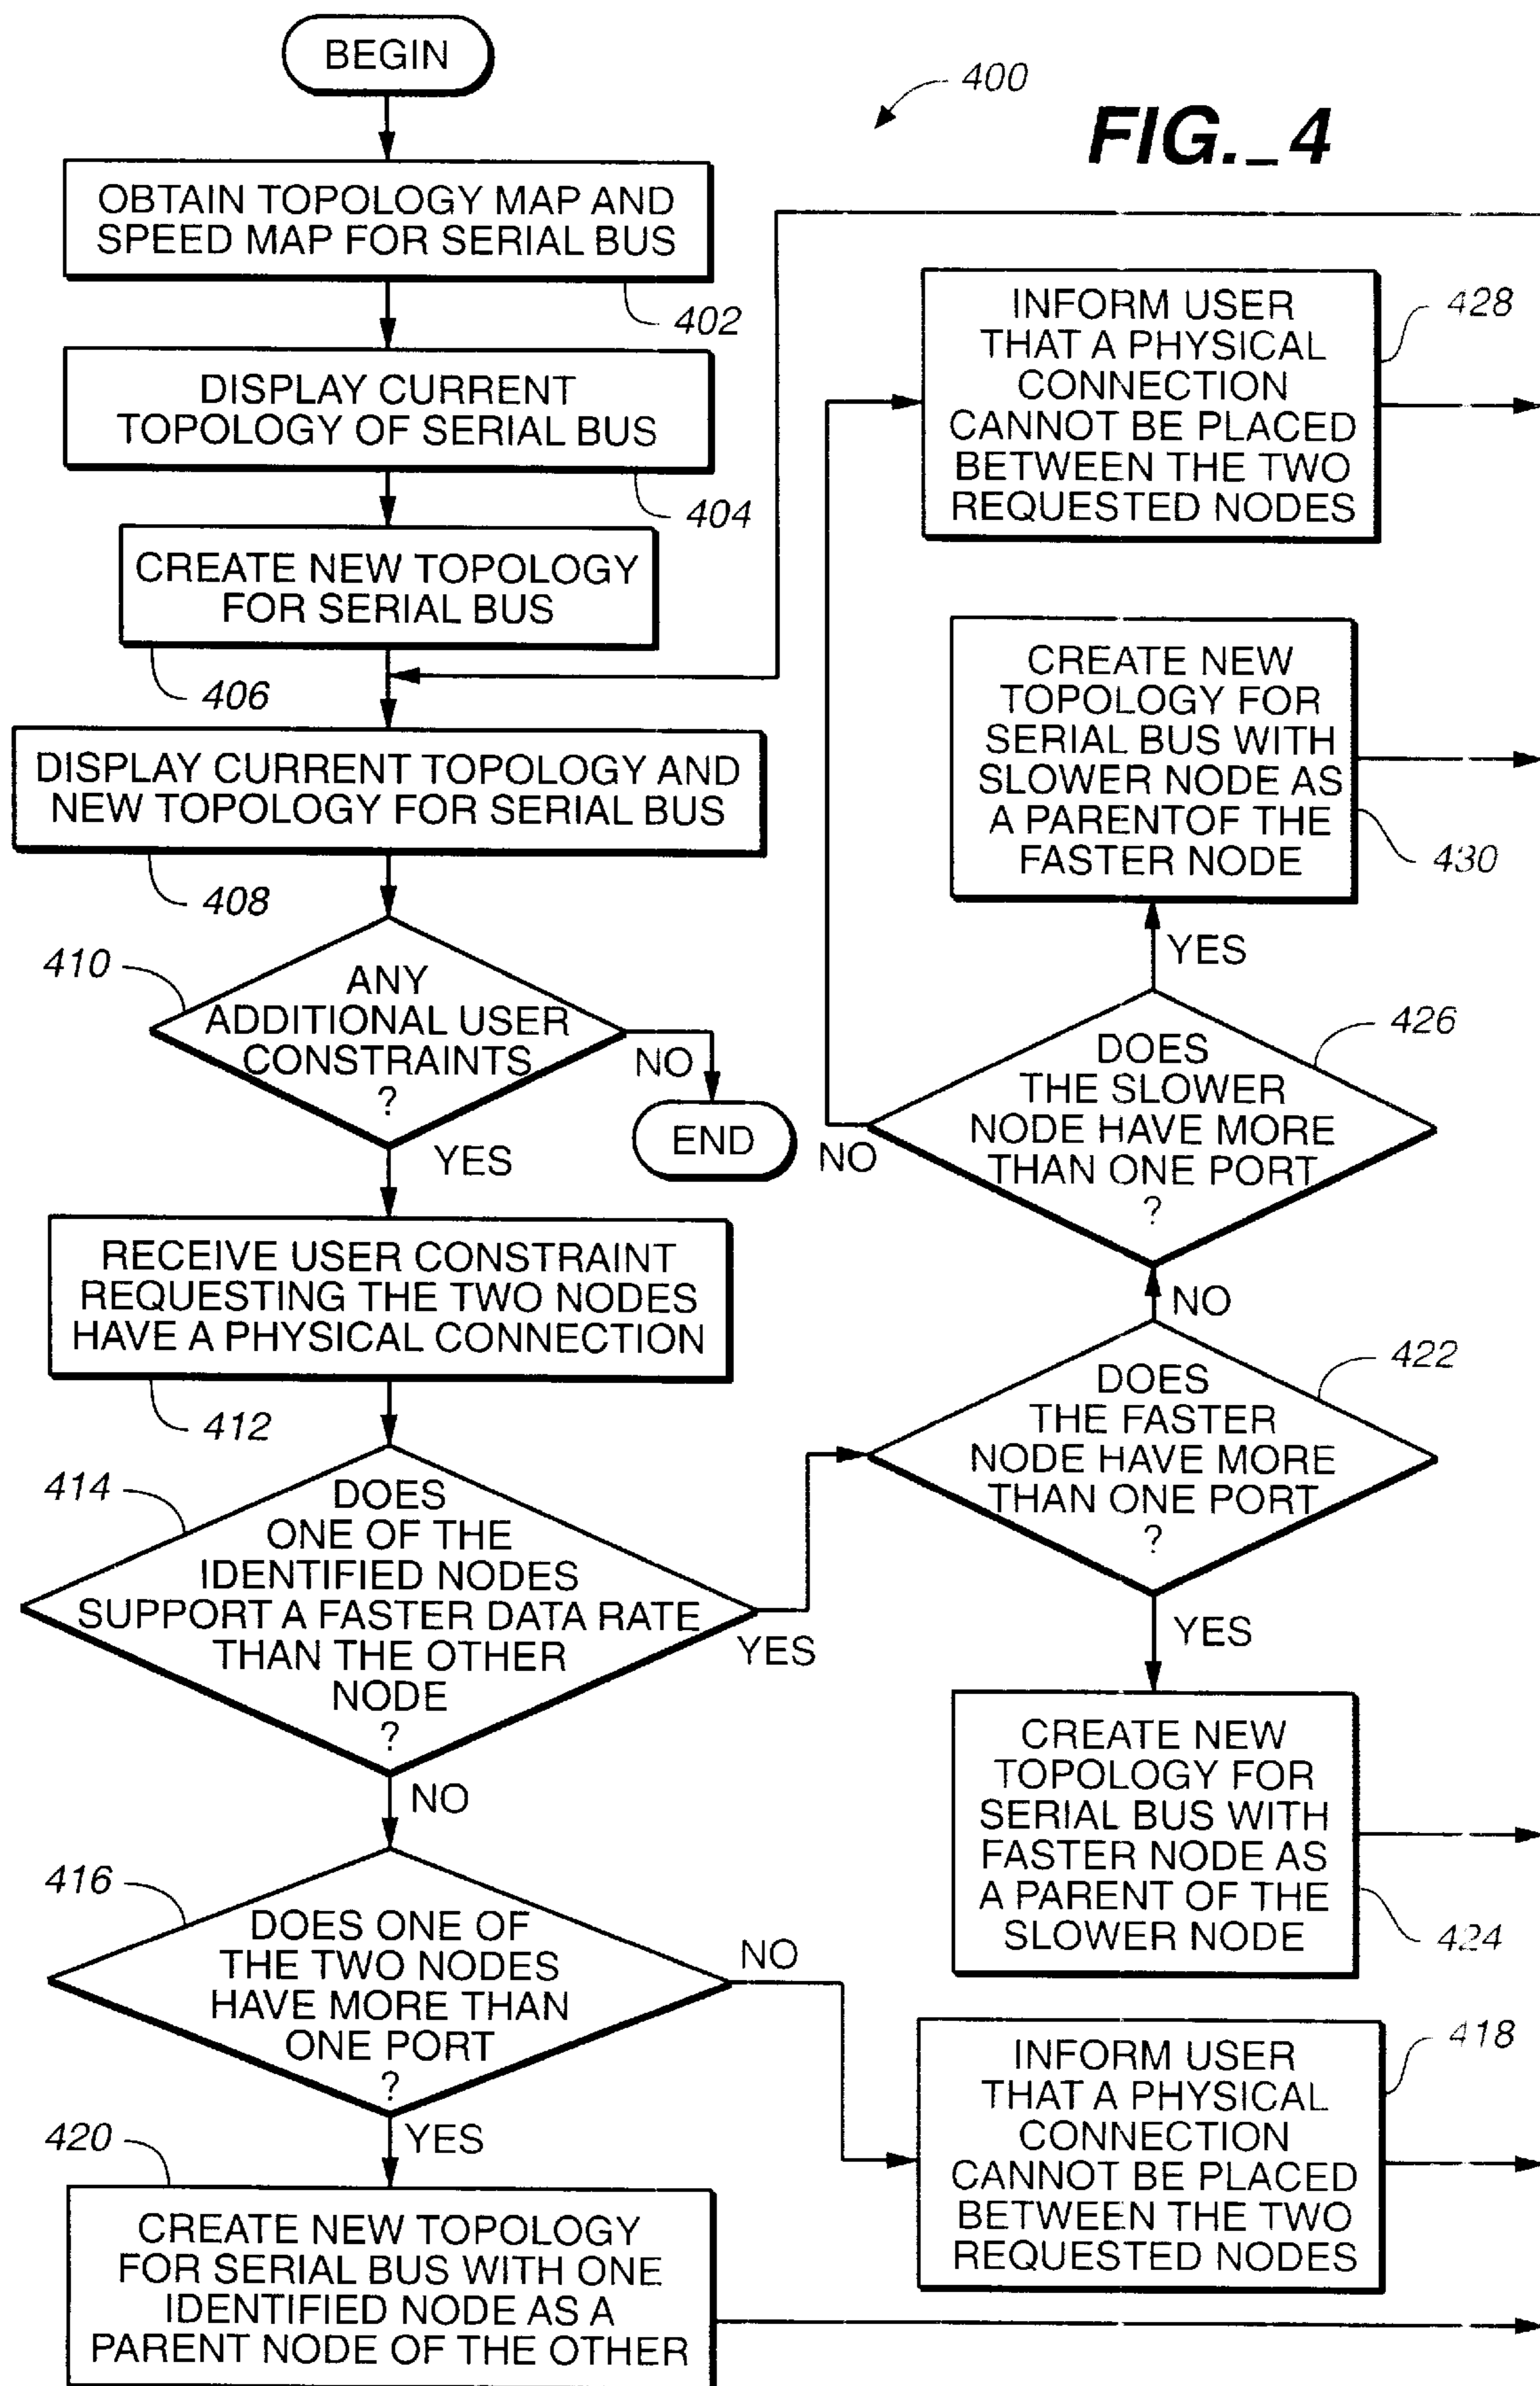 BEGIN
400
FIG._4
OBTAIN TOPOLOGY MAP AND
SPEED MAP FOR SERIAL BUS
402
DISPLAY CURRENT
TOPOLOGY OF SERIAL BUS
404
CREATE NEW TOPOLOGY
FOR SERIAL BUS
406
DISPLAY CURRENT TOPOLOGY AND
NEW TOPOLOGY FOR SERIAL BUS
408
410
ANY
ADDITIONAL USER
CONSTRAINTS
?
NO
END
YES
RECEIVE USER CONSTRAINT
REQUESTING THE TWO NODES
HAVE A PHYSICAL CONNECTION
412
414
DOES
ONE OF THE
IDENTIFIED NODES
SUPPORT A FASTER DATA RATE
THAN THE OTHER
NODE
?
YES
NO
416
DOES ONE OF
THE TWO NODES
HAVE MORE THAN
ONE PORT
?
NO
YES
420
CREATE NEW TOPOLOGY
FOR SERIAL BUS WITH ONE
IDENTIFIED NODE AS A
PARENT NODE OF THE OTHER
INFORM USER
THAT A PHYSICAL
CONNECTION
CANNOT BE PLACED
BETWEEN THE TWO
REQUESTED NODES
428
CREATE NEW
TOPOLOGY FOR
SERIAL BUS WITH
SLOWER NODE AS
A PARENTOF THE
FASTER NODE
430
YES
426
DOES
THE SLOWER
NODE HAVE MORE
THAN ONE PORT
?
NO
NO
422
DOES
THE FASTER
NODE HAVE MORE
THAN ONE PORT
?
YES
CREATE NEW
TOPOLOGY FOR
SERIAL BUS WITH
FASTER NODE AS
A PARENT OF THE
SLOWER NODE
424
418
INFORM USER
THAT A PHYSICAL
CONNECTION
CANNOT BE PLACED
BETWEEN THE TWO
REQUESTED NODES